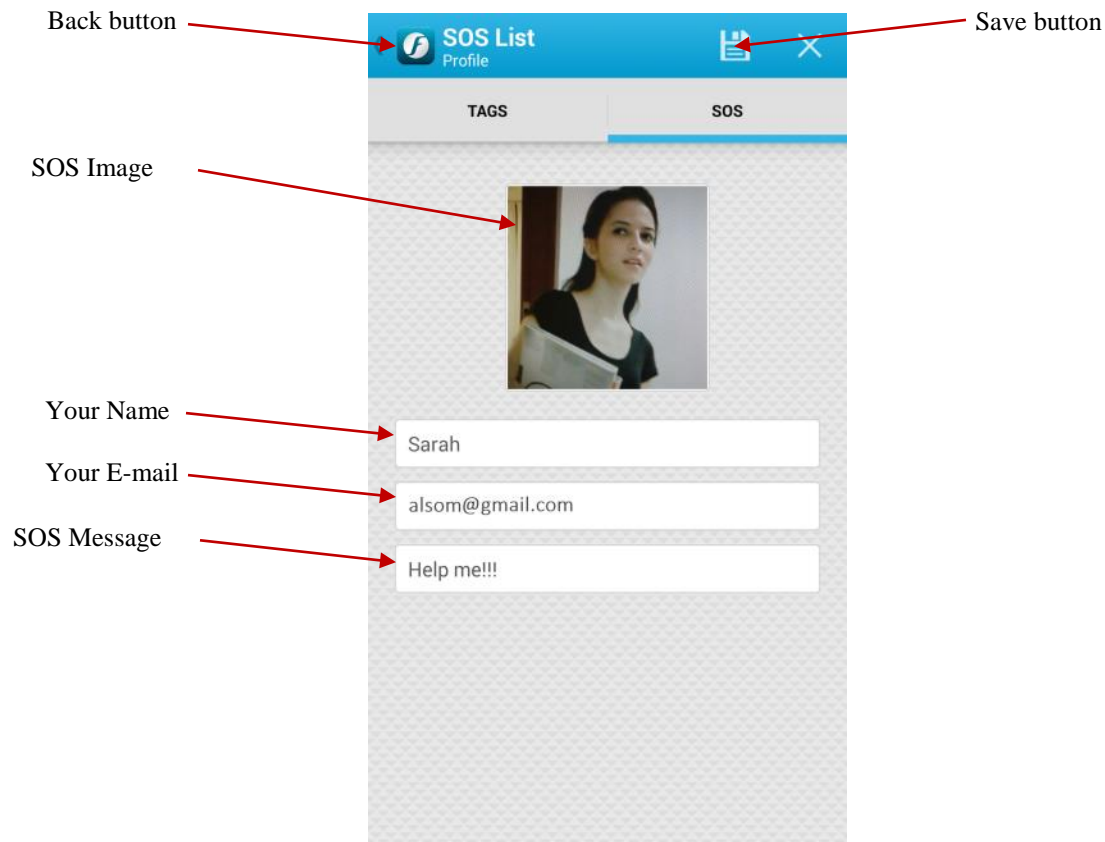 Back button
Save button
SOS List
Profile
TAGS
SOS
SOS Image
Your Name
Sarah
Your E-mail
alsom@gmail.com
SOS Message
Help me!!!